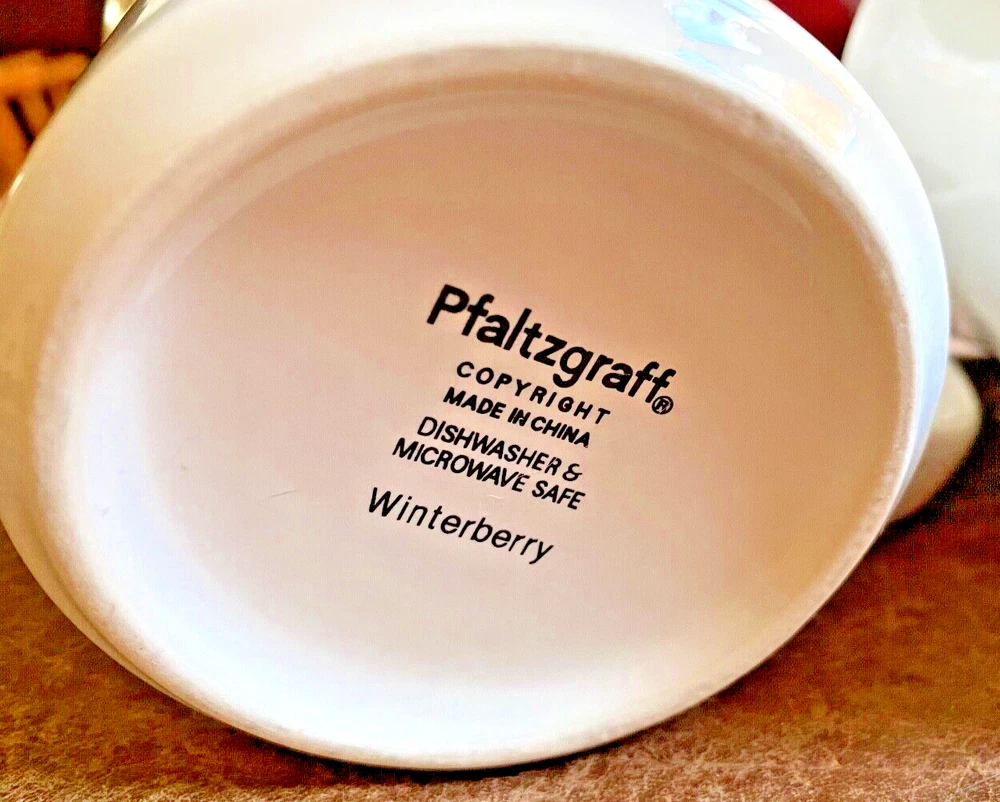 Pfaltzgraff®
COPYRIGHT
MADE IN CHINA
DISHWASHER &
MICROWAVE SAFE
Winterberry